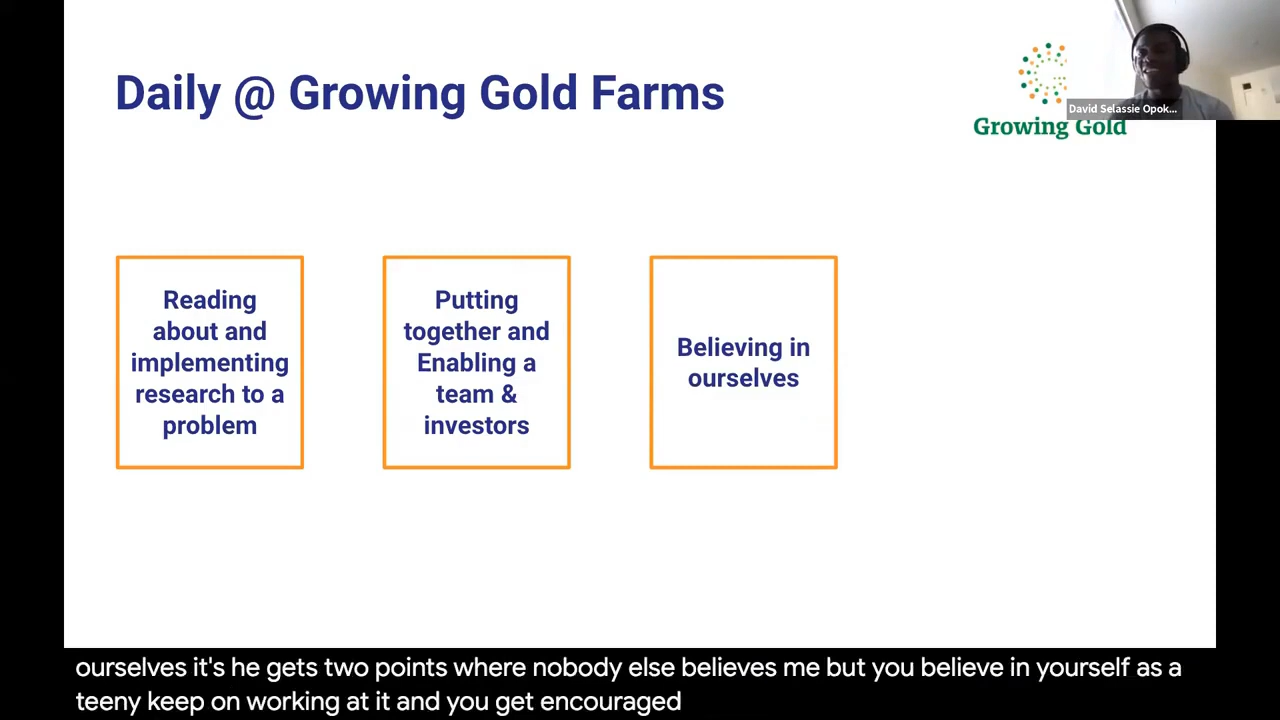 Daily @ Growing Gold Farms
David Selassie Opok...
Growing Gold
Reading
about and
implementing
research to a
problem
Putting
together and
Enabling a
team &
investors
Believing in
ourselves
ourselves it's he gets two points where nobody else believes me but you believe in yourself as a
teeny keep on working at it and you get encouraged